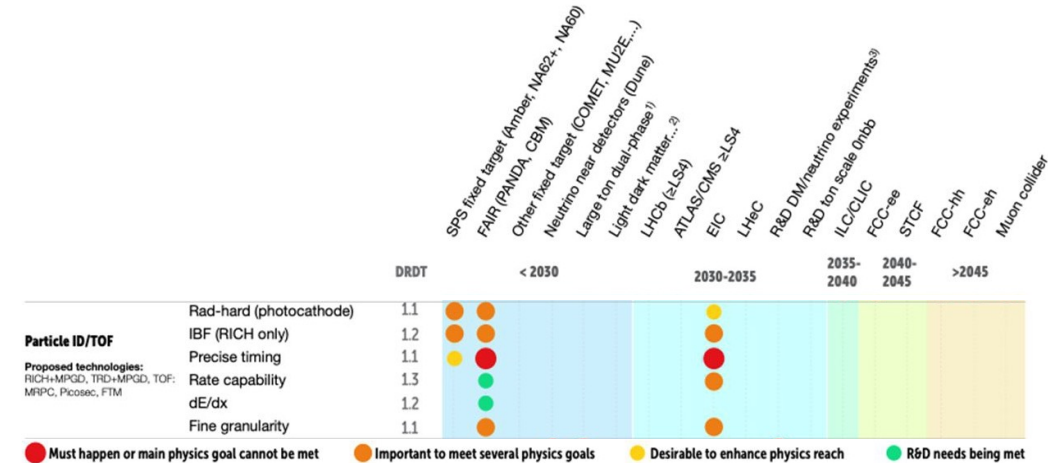 SPS fixed target (Amber, NA62+, NA60)
FAIR (PANDA, CBM)
Other fixed target (COMET, MU2E,...)
Neutrino near detectors (Dune)
Large ton dual-phase 1)
Light dark matter... 2)
LHCb (≥LS4)
ATLAS/CMS ≥LS4
EIC
LHeC
R&D DM/neutrino experiments3)
R&D ton scale 0nbb
ILC/CLIC
FCC-ee
STCF
FCC-hh
FCC-eh
Muon collider
DRDT
< 2030
2030-2035
2035-
2040
2040-
2045
>2045
Particle ID/TOF
Proposed technologies:
RICH+MPGD, TRD+MPGD, TOF:
MRPC, Picosec, FTM
Rad-hard (photocathode) 1.1
IBF (RICH only) 1.2
Precise timing 1.1
Rate capability 1.3
dE/dx 1.2
Fine granularity 1.1
Must happen or main physics goal cannot be met
Important to meet several physics goals
Desirable to enhance physics reach
R&D needs being met